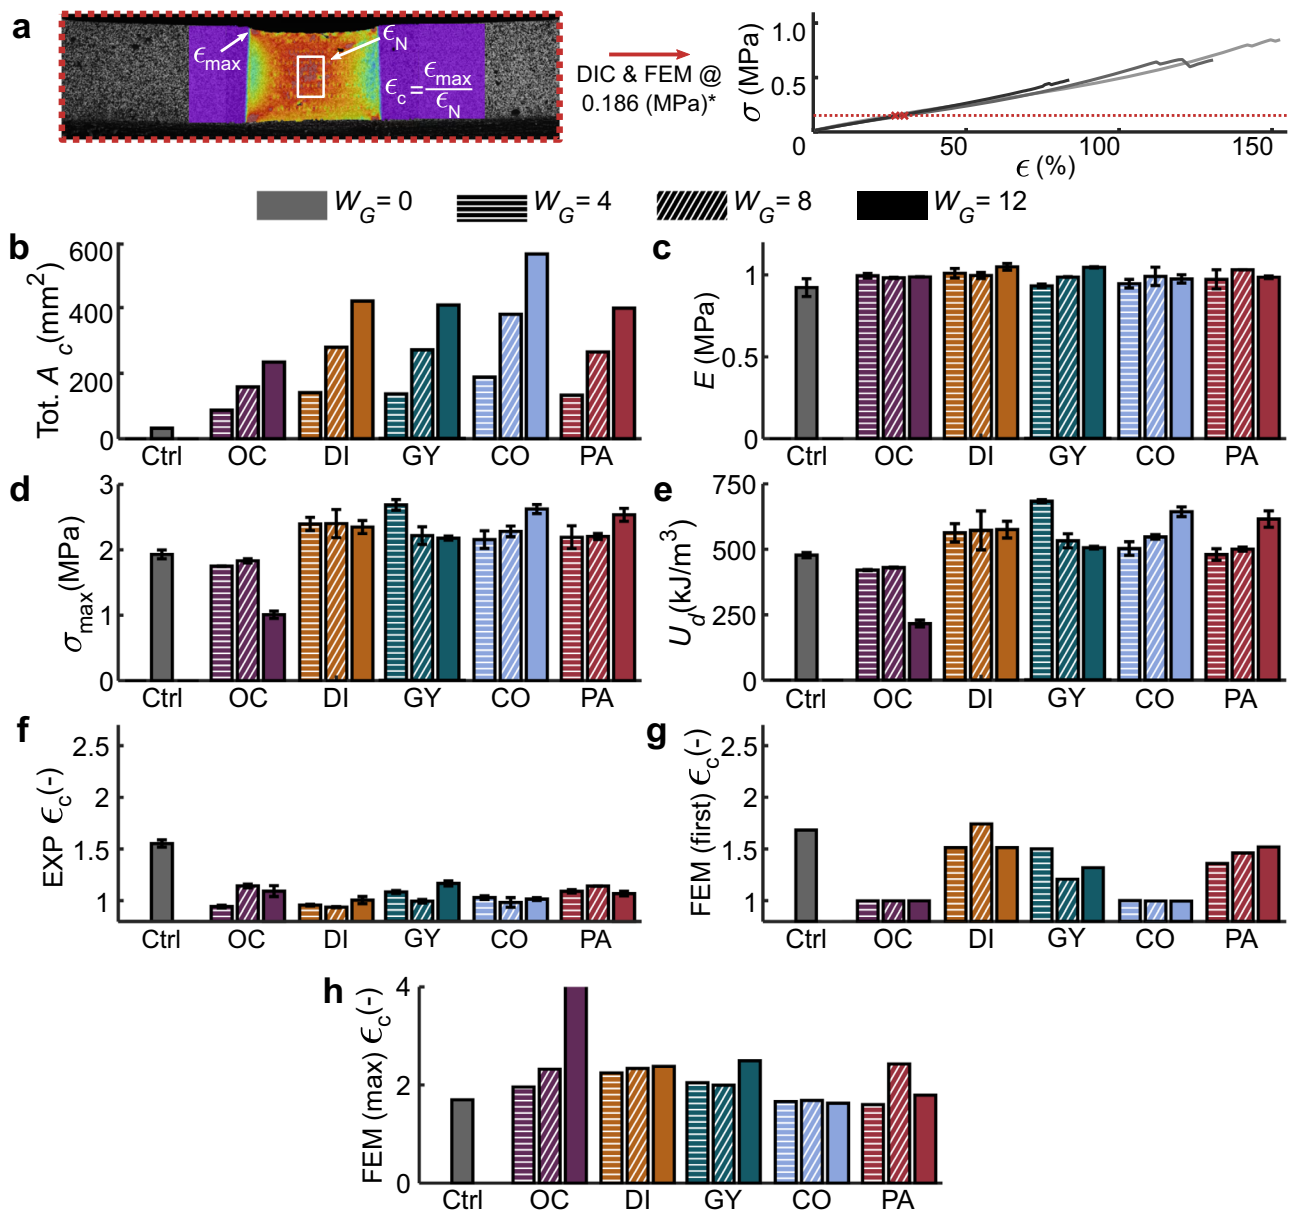 a
ϵmax
ϵN
ϵc = ϵmax/ϵN
DIC & FEM @
0.186 (MPa)*
σ (MPa)
1.0
0.5
0
50
100
150
ϵ (%)
WG= 0
WG= 4
WG= 8
WG= 12
b
Tot. A c(mm2)
600
400
200
0
Ctrl OC DI GY CO PA
c
E (MPa)
1
0.5
0
Ctrl OC DI GY CO PA
d
σmax(MPa)
3
2
1
0
Ctrl OC DI GY CO PA
e
Ud(kJ/m3)
750
500
250
0
Ctrl OC DI GY CO PA
f
EXP ϵc(-)
2.5
2
1.5
1
Ctrl OC DI GY CO PA
g
FEM (first) ϵc(-)
2.5
2
1.5
1
Ctrl OC DI GY CO PA
h
FEM (max) ϵc(-)
4
2
0
Ctrl OC DI GY CO PA